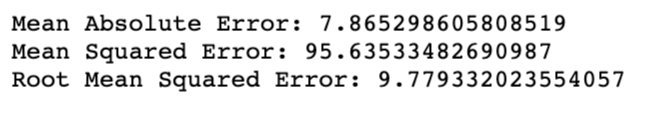 Mean Absolute Error: 7.865298605808519
Mean Squared Error: 95.63533482690987
Root Mean Squared Error: 9.779332023554057